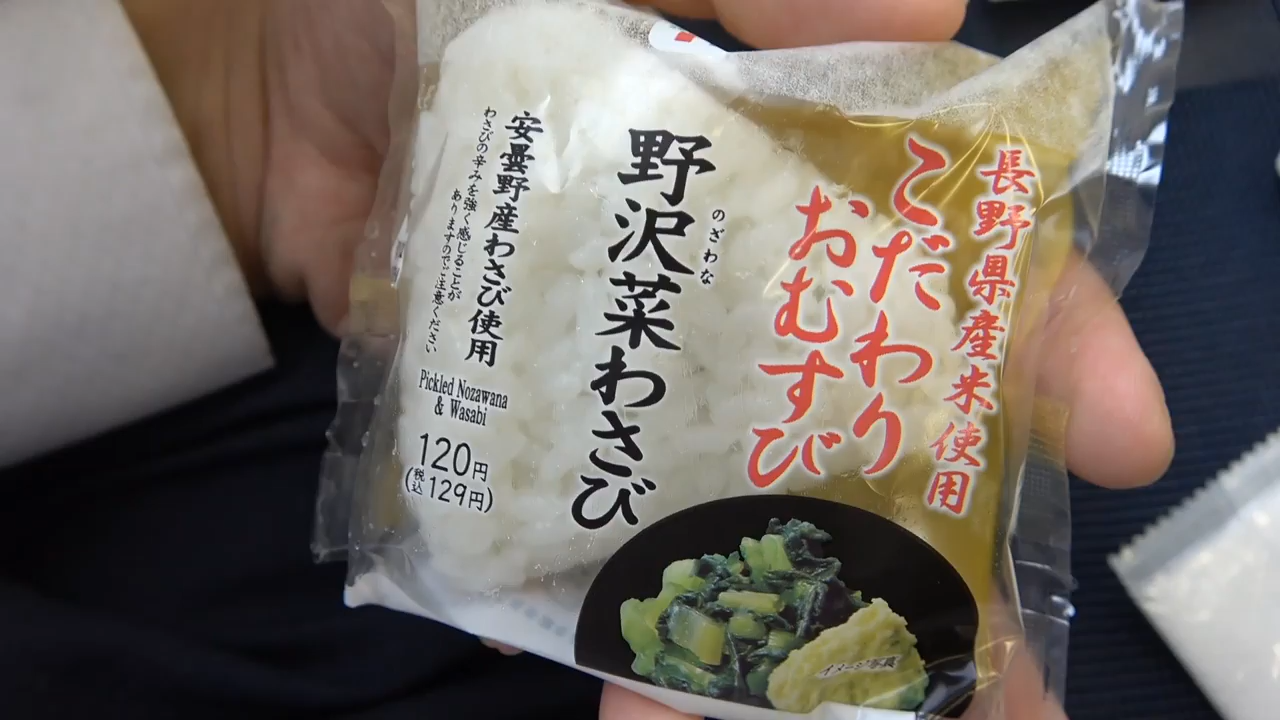 長野県産米使用
こだわり
おむすび
野沢菜わさび
のざわな
安曇野産わさび使用
わさびの辛みを強く感じることが
ありますのでご注意ください
Pickled Nozawana
& Wasabi
120円
(税込129円)
イメージ写真